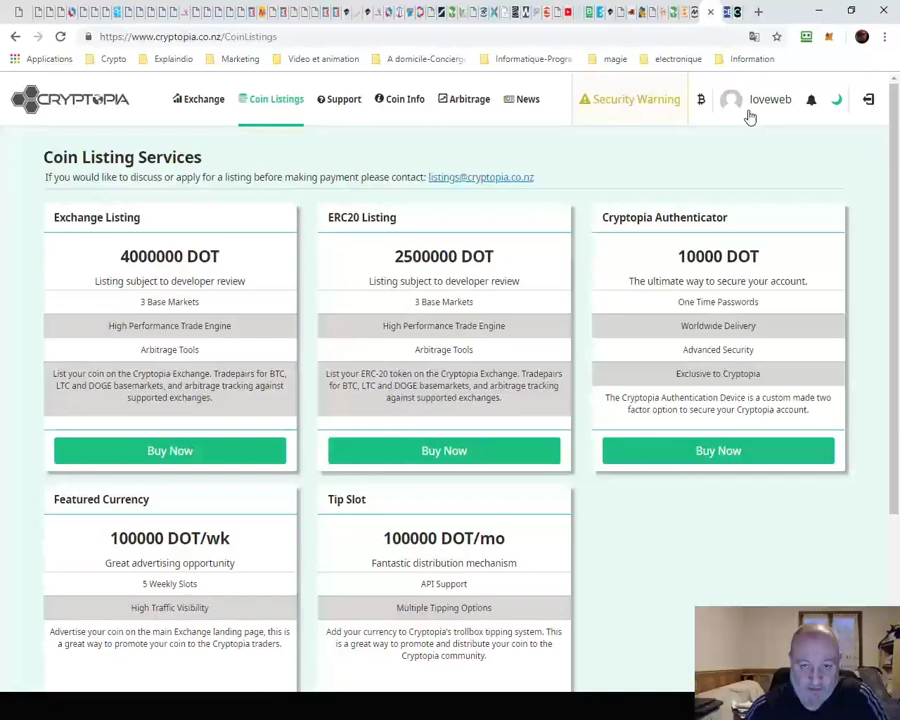 https://www.cryptopia.co.nz/CoinListings
Applications Crypto Explaindio Marketing Video et animation A domicile-Concierg Informatique-Progra magie electronique Information
CRYPTOPIA Exchange Coin Listings Support Coin Info Arbitrage News Security Warning loveweb
Coin Listing Services
If you would like to discuss or apply for a listing before making payment please contact: listings@cryptopia.co.nz
Exchange Listing
4000000 DOT
Listing subject to developer review
3 Base Markets
High Performance Trade Engine
Arbitrage Tools
List your coin on the Cryptopia Exchange. Tradepairs for BTC,
LTC and DOGE basemarkets, and arbitrage tracking against
supported exchanges.
Buy Now
ERC20 Listing
2500000 DOT
Listing subject to developer review
3 Base Markets
High Performance Trade Engine
Arbitrage Tools
List your ERC-20 token on the Cryptopia Exchange. Tradepairs
for BTC, LTC and DOGE basemarkets, and arbitrage tracking
against supported exchanges.
Buy Now
Cryptopia Authenticator
10000 DOT
The ultimate way to secure your account.
One Time Passwords
Worldwide Delivery
Advanced Security
Exclusive to Cryptopia
The Cryptopia Authentication Device is a custom made two
factor option to secure your Cryptopia account.
Buy Now
Featured Currency
100000 DOT/wk
Great advertising opportunity
5 Weekly Slots
High Traffic Visibility
Advertise your coin on the main Exchange landing page, this is
a great way to promote your coin to the Cryptopia traders.
Tip Slot
100000 DOT/mo
Fantastic distribution mechanism
API Support
Multiple Tipping Options
Add your currency to Cryptopia's trollbox tipping system. This
is a great way to promote and distribute your coin to the
Cryptopia community.